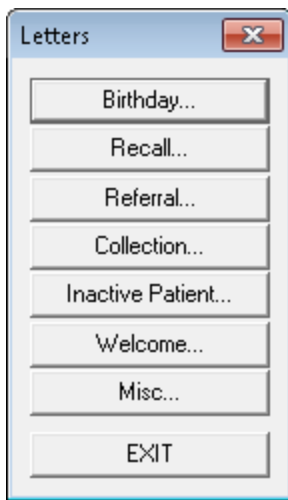 Letters
Birthday...
Recall...
Referral...
Collection...
Inactive Patient...
Welcome...
Misc...
EXIT